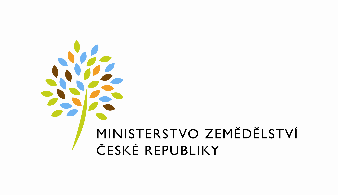 MINISTERSTVO ZEMĚDĚLSTVÍ
ČESKÉ REPUBLIKY